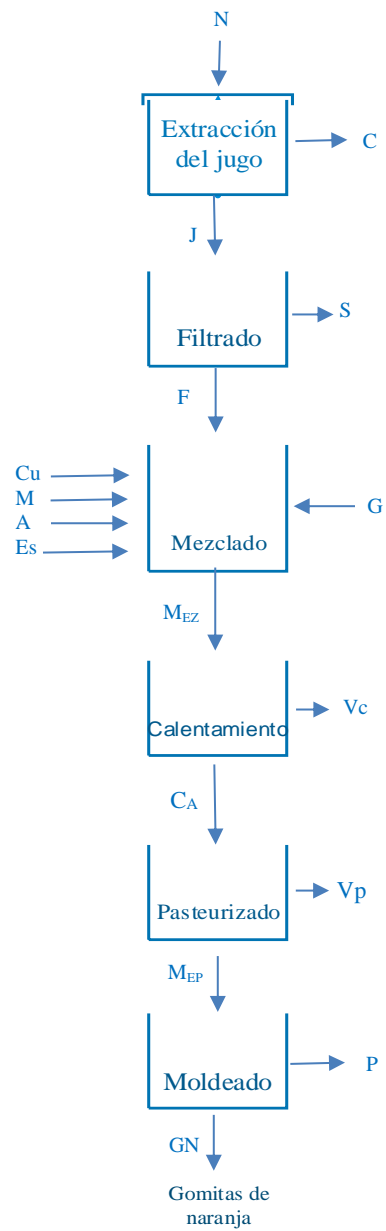 N
Extracción
del jugo
C
J
Filtrado
S
F
Cu
M
A
Es
G
Mezclado
MEZ
Calentamiento
Vc
CA
Pasteurizado
Vp
MEP
Moldeado
P
GN
Gomitas de
naranja